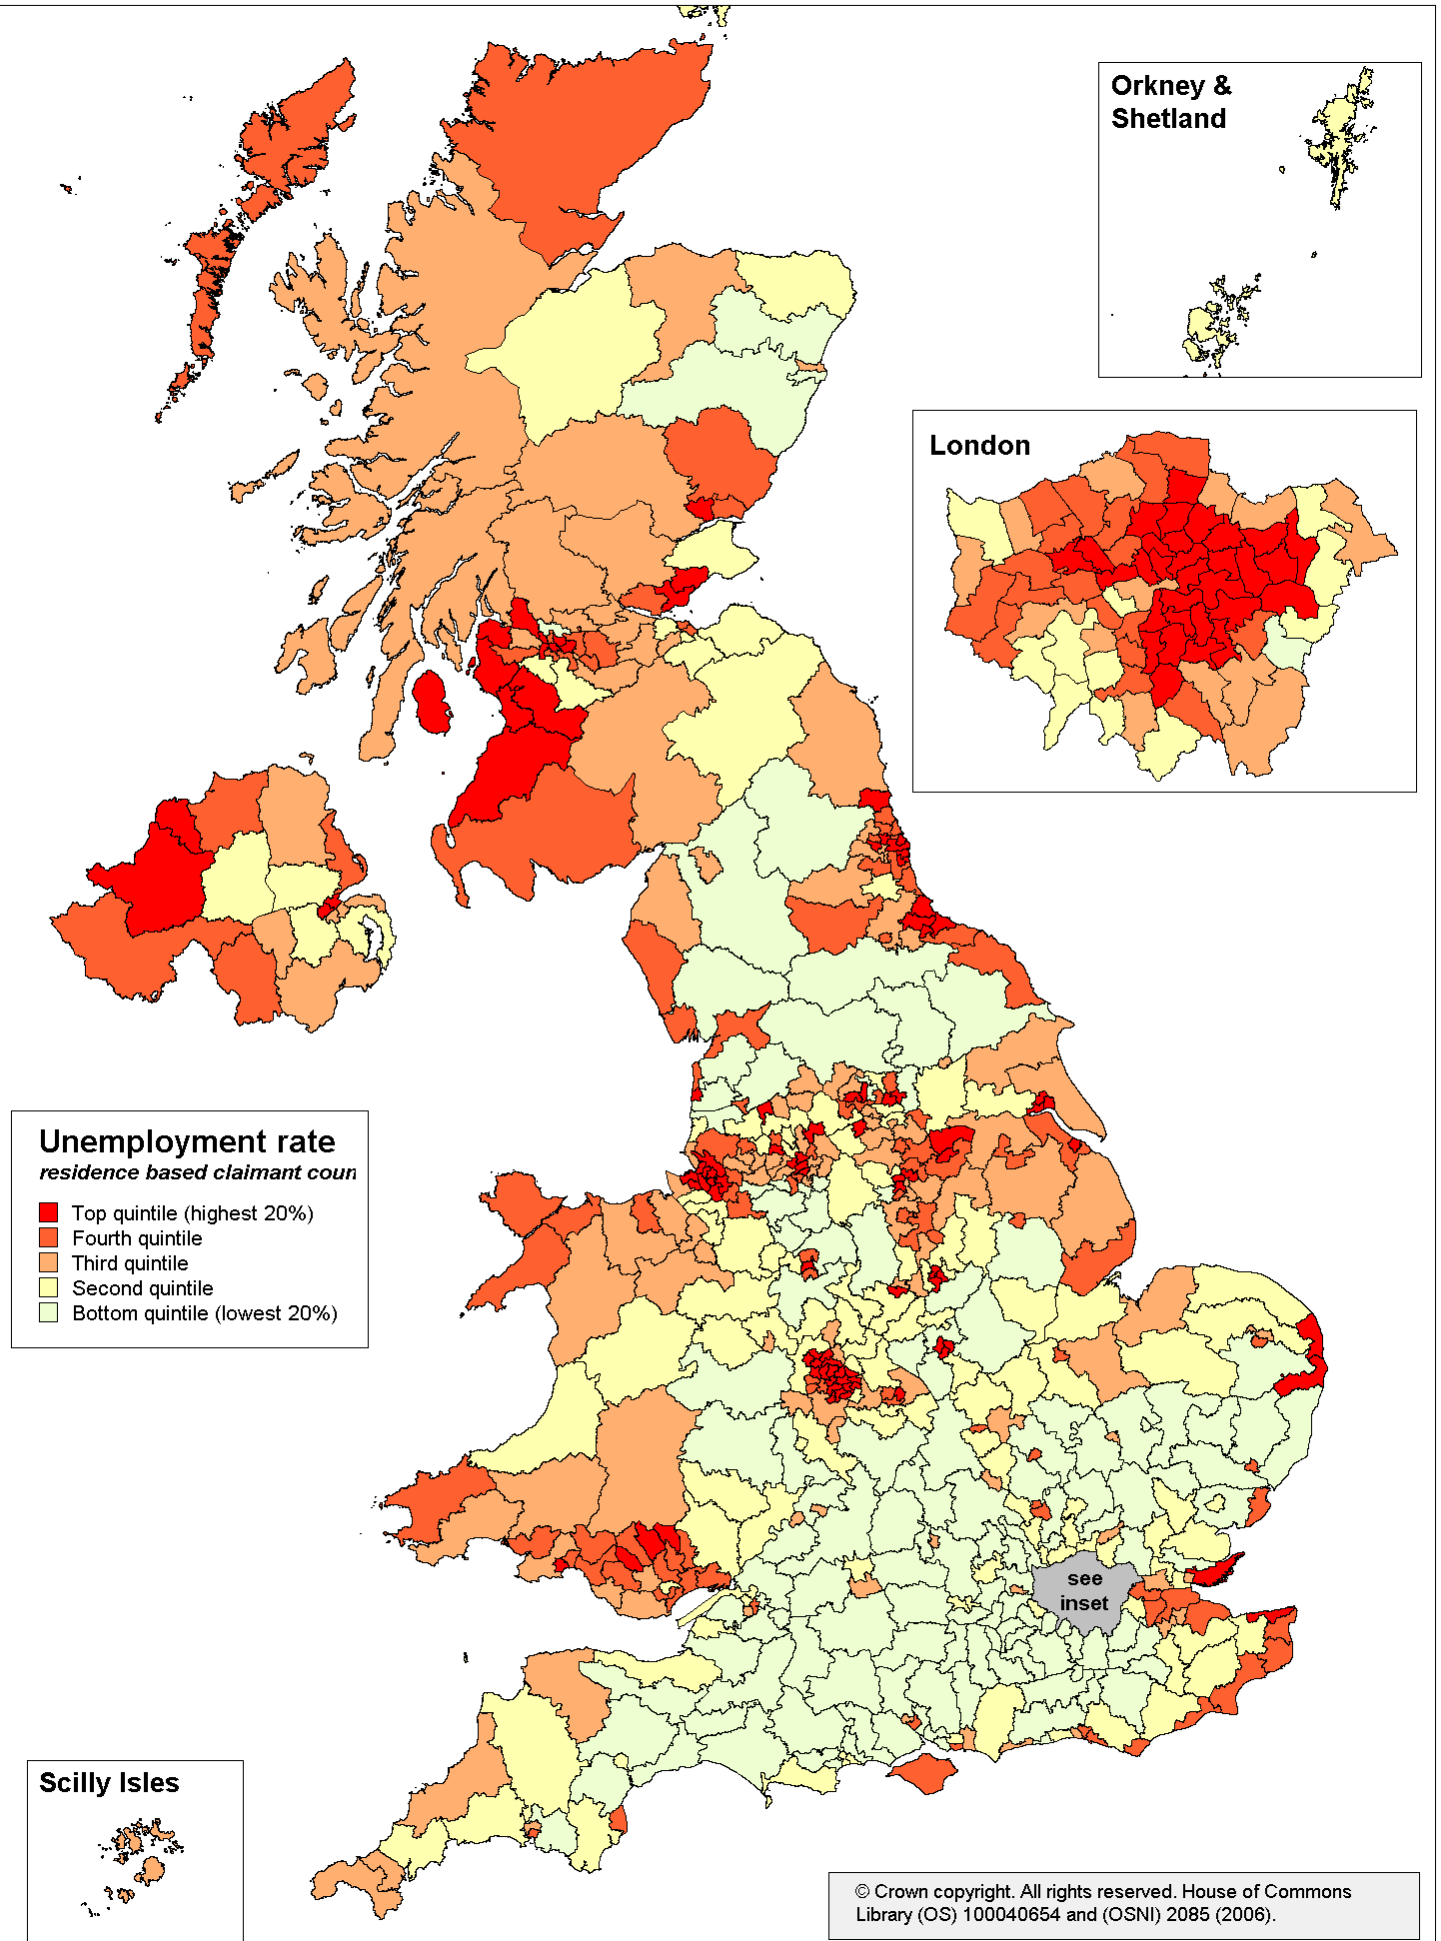 Orkney &
Shetland
London
Unemployment rate
residence based claimant coun
Top quintile (highest 20%)
Fourth quintile
Third quintile
Second quintile
Bottom quintile (lowest 20%)
see
inset
Scilly Isles
© Crown copyright. All rights reserved. House of Commons
Library (OS) 100040654 and (OSNI) 2085 (2006).